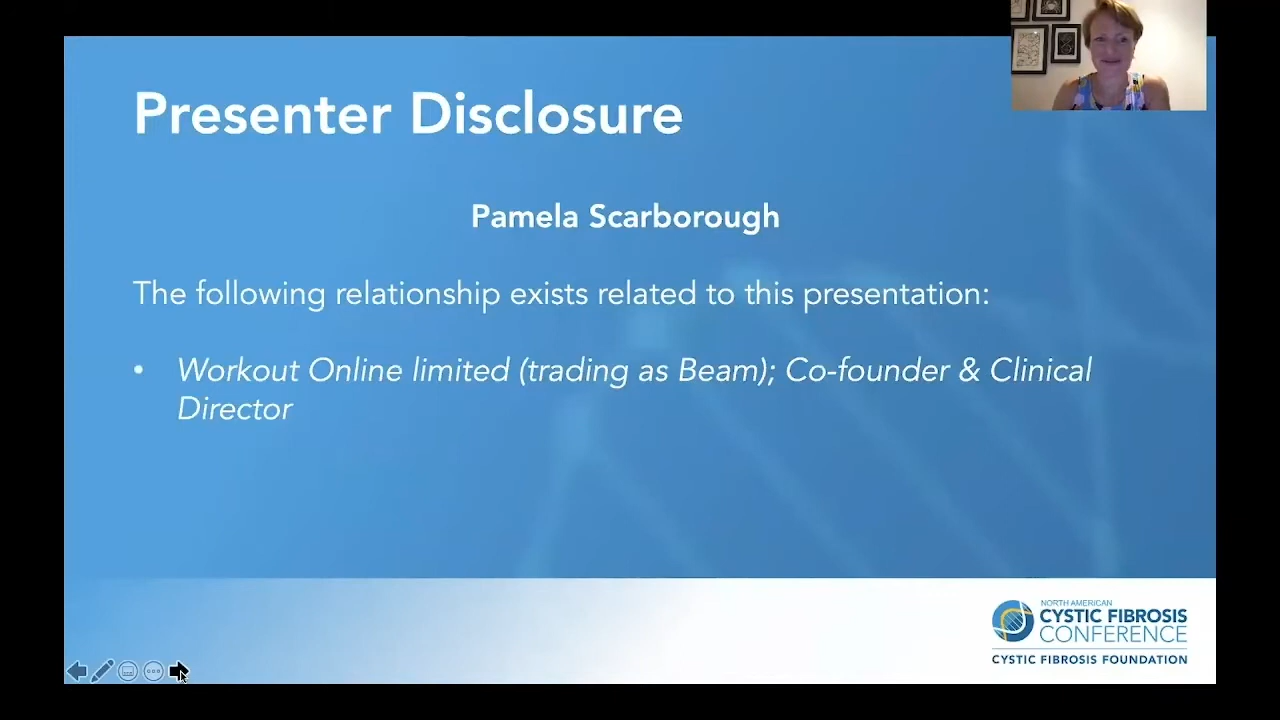 Presenter Disclosure
Pamela Scarborough
The following relationship exists related to this presentation:
• Workout Online limited (trading as Beam); Co-founder & Clinical
Director
NORTH AMERICAN
CYSTIC FIBROSIS
CONFERENCE
CYSTIC FIBROSIS FOUNDATION